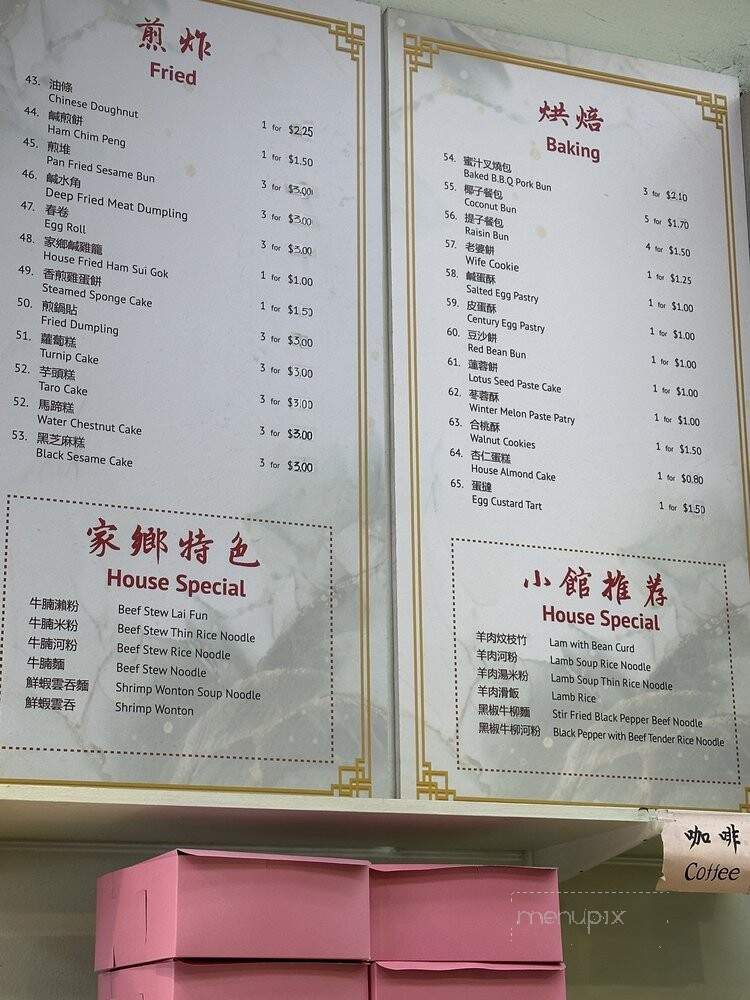 煎炸
Fried
43. 油條
Chinese Doughnut 1 for $2.25
44. 鹹煎餅
Ham Chim Peng 1 for $1.50
45. 煎堆
Pan Fried Sesame Bun 3 for $3.00
46. 鹹水角
Deep Fried Meat Dumpling 3 for $3.00
47. 春卷
Egg Roll 3 for $3.00
48. 家鄉鹹雞籠
House Fried Ham Sui Gok 1 for $1.00
49. 香煎雞蛋餅
Steamed Sponge Cake 1 for $1.50
50. 煎鍋貼
Fried Dumpling 3 for $3.00
51. 蘿蔔糕
Turnip Cake 3 for $3.00
52. 芋頭糕
Taro Cake 3 for $3.00
52. 馬蹄糕
Water Chestnut Cake 3 for $3.00
53. 黑芝麻糕
Black Sesame Cake 3 for $3.00
家鄉特色
House Special
牛腩瀨粉 Beef Stew Lai Fun
牛腩米粉 Beef Stew Thin Rice Noodle
牛腩河粉 Beef Stew Rice Noodle
牛腩麵 Beef Stew Noodle
鮮蝦雲吞麵 Shrimp Wonton Soup Noodle
鮮蝦雲吞 Shrimp Wonton
烘焙
Baking
54. 蜜汁叉燒包
Baked B.B.Q Pork Bun 3 for $2.10
55. 椰子餐包
Coconut Bun 5 for $1.70
56. 提子餐包
Raisin Bun 4 for $1.50
57. 老婆餅
Wife Cookie 1 for $1.25
58. 鹹蛋酥
Salted Egg Pastry 1 for $1.00
59. 皮蛋酥
Century Egg Pastry 1 for $1.00
60. 豆沙餅
Red Bean Bun 1 for $1.00
61. 蓮蓉餅
Lotus Seed Paste Cake 1 for $1.00
62. 苳蓉酥
Winter Melon Paste Patry 1 for $1.00
63. 合桃酥
Walnut Cookies 1 for $1.50
64. 杏仁蛋糕
House Almond Cake 1 for $0.80
65. 蛋撻
Egg Custard Tart 1 for $1.50
小館推荐
House Special
羊肉炆枝竹 Lam with Bean Curd
羊肉河粉 Lamb Soup Rice Noodle
羊肉湯米粉 Lamb Soup Thin Rice Noodle
羊肉滑飯 Lamb Rice
黑椒牛柳麵 Stir Fried Black Pepper Beef Noodle
黑椒牛柳河粉 Black Pepper with Beef Tender Rice Noodle
咖啡
Coffee
menupix